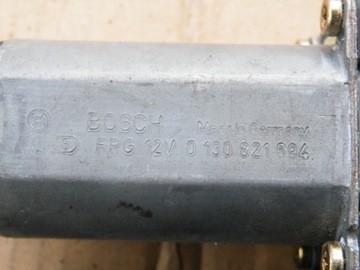 BOSCH Made in Germany
FPG 12V 0 130 821 694